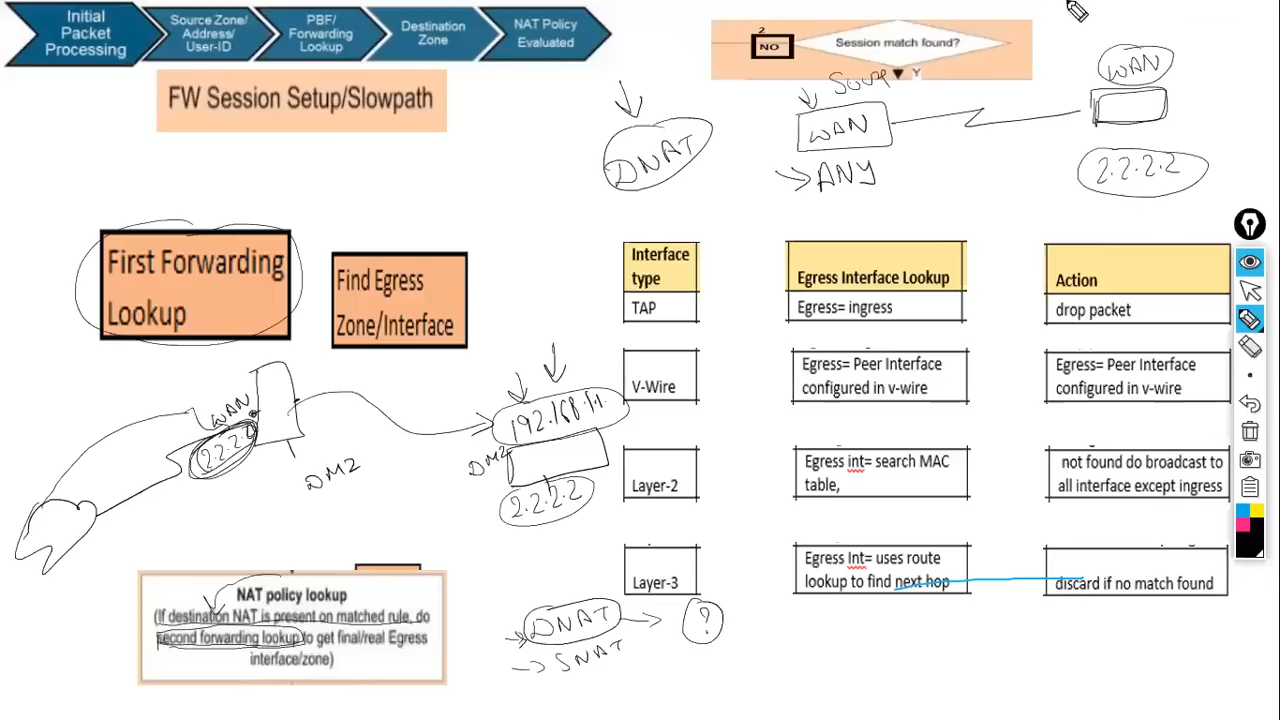 Initial
Packet
Processing
Source Zone/
Address/
User-ID
PBF/
Forwarding
Lookup
Destination
Zone
NAT Policy
Evaluated
2
NO
Session match found?
Y
FW Session Setup/Slowpath
DNAT
WAN
ANY
WAN
2.2.2.2
First Forwarding
Lookup
Find Egress
Zone/Interface
Interface
type
Egress Interface Lookup
Action
TAP
Egress= ingress
drop packet
V-Wire
Egress= Peer Interface
configured in v-wire
Egress= Peer Interface
configured in v-wire
Layer-2
Egress int= search MAC
table,
not found do broadcast to
all interface except ingress
Layer-3
Egress Int= uses route
lookup to find next hop
discard if no match found
WAN
2.2.2.2
DMZ
DMZ
2.2.2.2
NAT policy lookup
(If destination NAT is present on matched rule, do
second forwarding lookup to get final/real Egress
interface/zone)
DNAT
?
SNAT